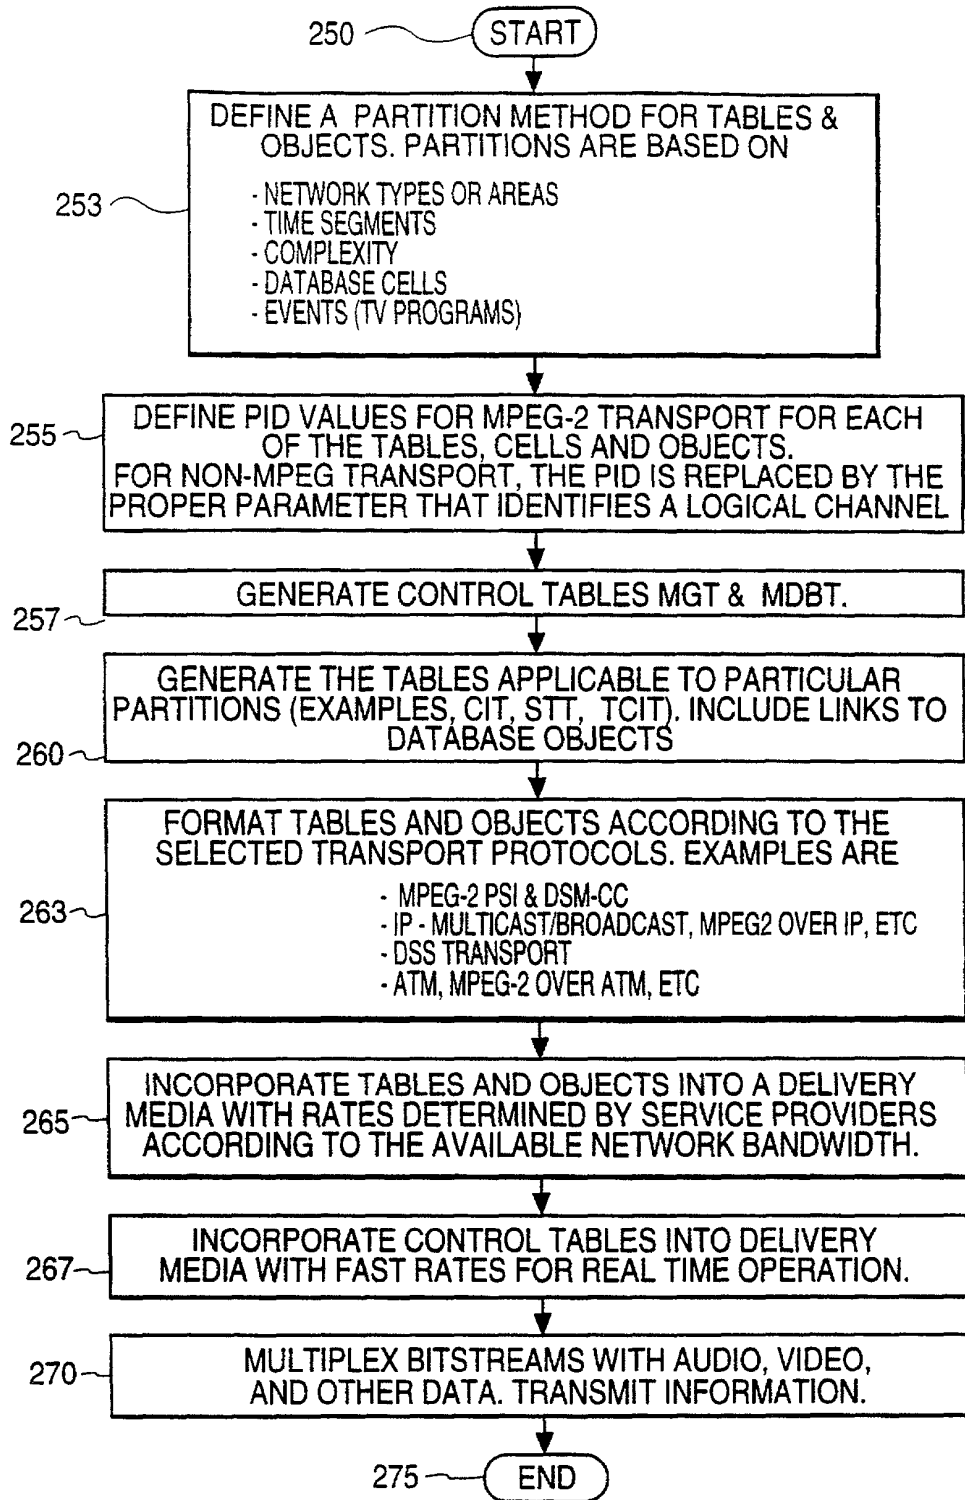 250
START
DEFINE A PARTITION METHOD FOR TABLES &
OBJECTS. PARTITIONS ARE BASED ON
253
- NETWORK TYPES OR AREAS
- TIME SEGMENTS
- COMPLEXITY
- DATABASE CELLS
- EVENTS (TV PROGRAMS)
255
DEFINE PID VALUES FOR MPEG-2 TRANSPORT FOR EACH
OF THE TABLES, CELLS AND OBJECTS.
FOR NON-MPEG TRANSPORT, THE PID IS REPLACED BY THE
PROPER PARAMETER THAT IDENTIFIES A LOGICAL CHANNEL
257
GENERATE CONTROL TABLES MGT & MDBT.
GENERATE THE TABLES APPLICABLE TO PARTICULAR
PARTITIONS (EXAMPLES, CIT, STT, TCIT). INCLUDE LINKS TO
DATABASE OBJECTS
260
FORMAT TABLES AND OBJECTS ACCORDING TO THE
SELECTED TRANSPORT PROTOCOLS. EXAMPLES ARE
263
- MPEG-2 PSI & DSM-CC
- IP - MULTICAST/BROADCAST, MPEG2 OVER IP, ETC
- DSS TRANSPORT
- ATM, MPEG-2 OVER ATM, ETC
265
INCORPORATE TABLES AND OBJECTS INTO A DELIVERY
MEDIA WITH RATES DETERMINED BY SERVICE PROVIDERS
ACCORDING TO THE AVAILABLE NETWORK BANDWIDTH.
267
INCORPORATE CONTROL TABLES INTO DELIVERY
MEDIA WITH FAST RATES FOR REAL TIME OPERATION.
270
MULTIPLEX BITSTREAMS WITH AUDIO, VIDEO,
AND OTHER DATA. TRANSMIT INFORMATION.
275
END